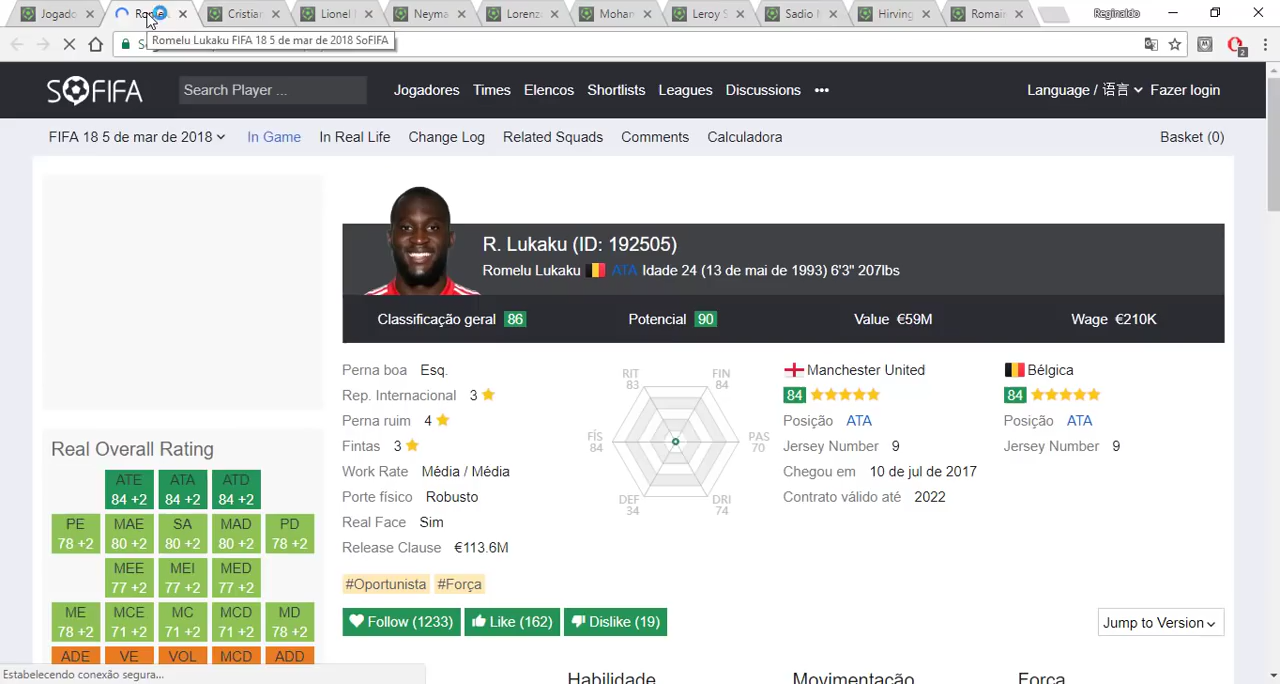 Jogado
Rome
Cristian
Lionel
Neyma
Lorenz
Mohan
Leroy S
Sadio N
Hirving
Romain
Reginaldo
Romelu Lukaku FIFA 18 5 de mar de 2018 SoFIFA
2
SOFIFA
Search Player ...
Jogadores Times Elencos Shortlists Leagues Discussions •••
Language / 语言 Fazer login
FIFA 18 5 de mar de 2018 In Game In Real Life Change Log Related Squads Comments Calculadora Basket (0)
R. Lukaku (ID: 192505)
Romelu Lukaku ATA Idade 24 (13 de mai de 1993) 6'3" 207lbs
Classificação geral 86 Potencial 90 Value €59M Wage €210K
Perna boa Esq.
Rep. Internacional 3
Perna ruim 4
Fintas 3
Work Rate Média / Média
Porte físico Robusto
Real Face Sim
Release Clause €113.6M
#Oportunista #Força
RIT
83
FIN
84
FÍS
84
PAS
70
DEF
34
DRI
74
Manchester United
84
Posição ATA
Jersey Number 9
Chegou em 10 de jul de 2017
Contrato válido até 2022
Bélgica
84
Posição ATA
Jersey Number 9
Follow (1233) Like (162) Dislike (19)
Jump to Version
Real Overall Rating
ATE ATA ATD
84 +2 84 +2 84 +2
PE MAE SA MAD PD
78 +2 80 +2 80 +2 80 +2 78 +2
MEE MEI MED
77 +2 77 +2 77 +2
ME MCE MC MCD MD
78 +2 71 +2 71 +2 71 +2 78 +2
ADE VE VOL MCD ADD
Habilidade Movimentação Força
Estabelecendo conexão segura...